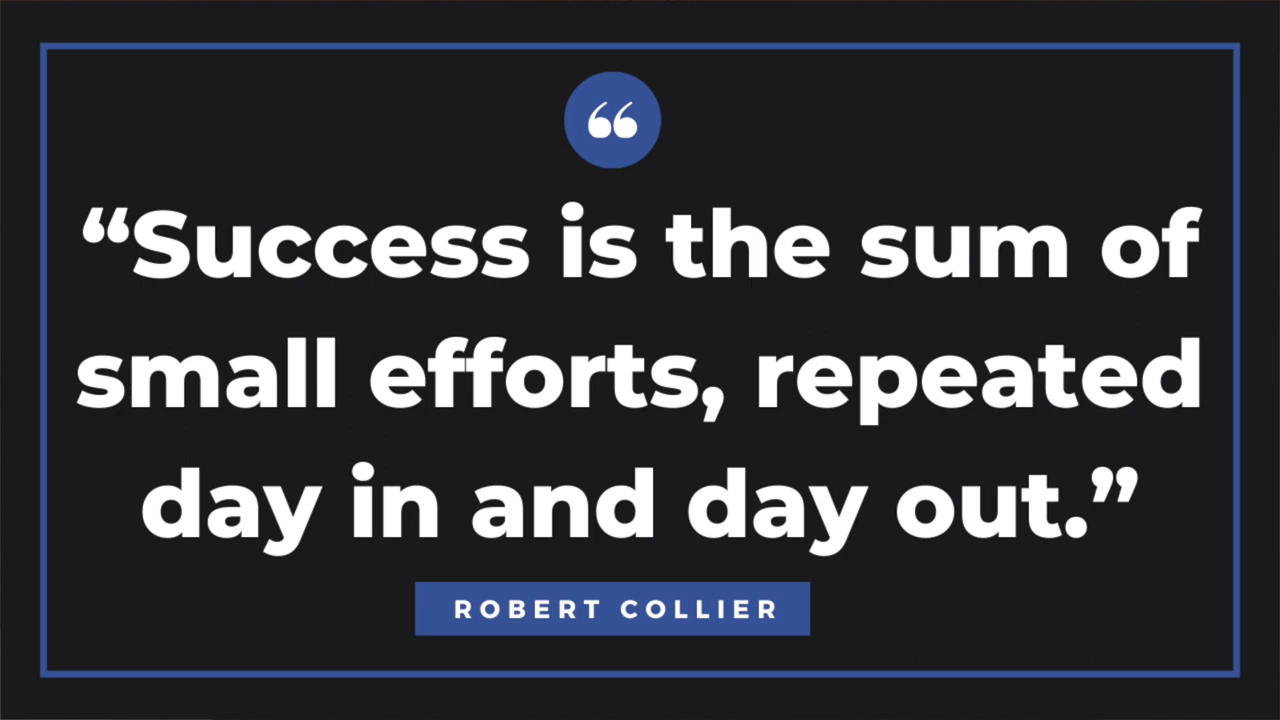 “
“Success is the sum of
small efforts, repeated
day in and day out.”
ROBERT COLLIER